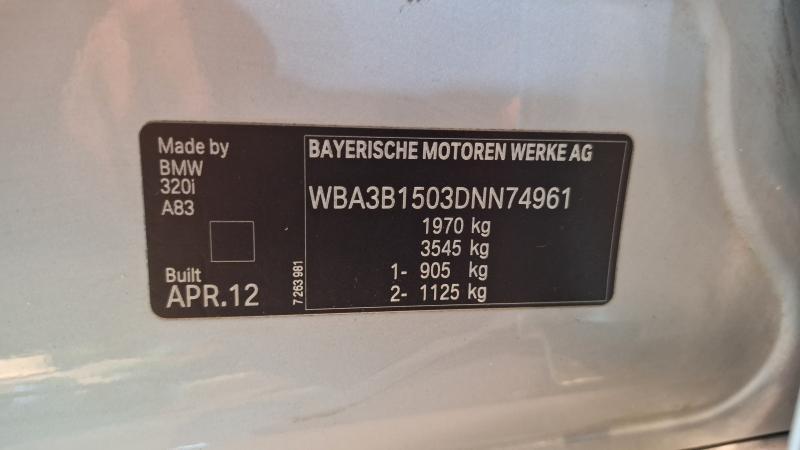 Made by
BMW
320i
A83
Built
APR.12
7 263 981
BAYERISCHE MOTOREN WERKE AG
WBA3B1503DNN74961
1970 kg
3545 kg
1- 905 kg
2- 1125 kg